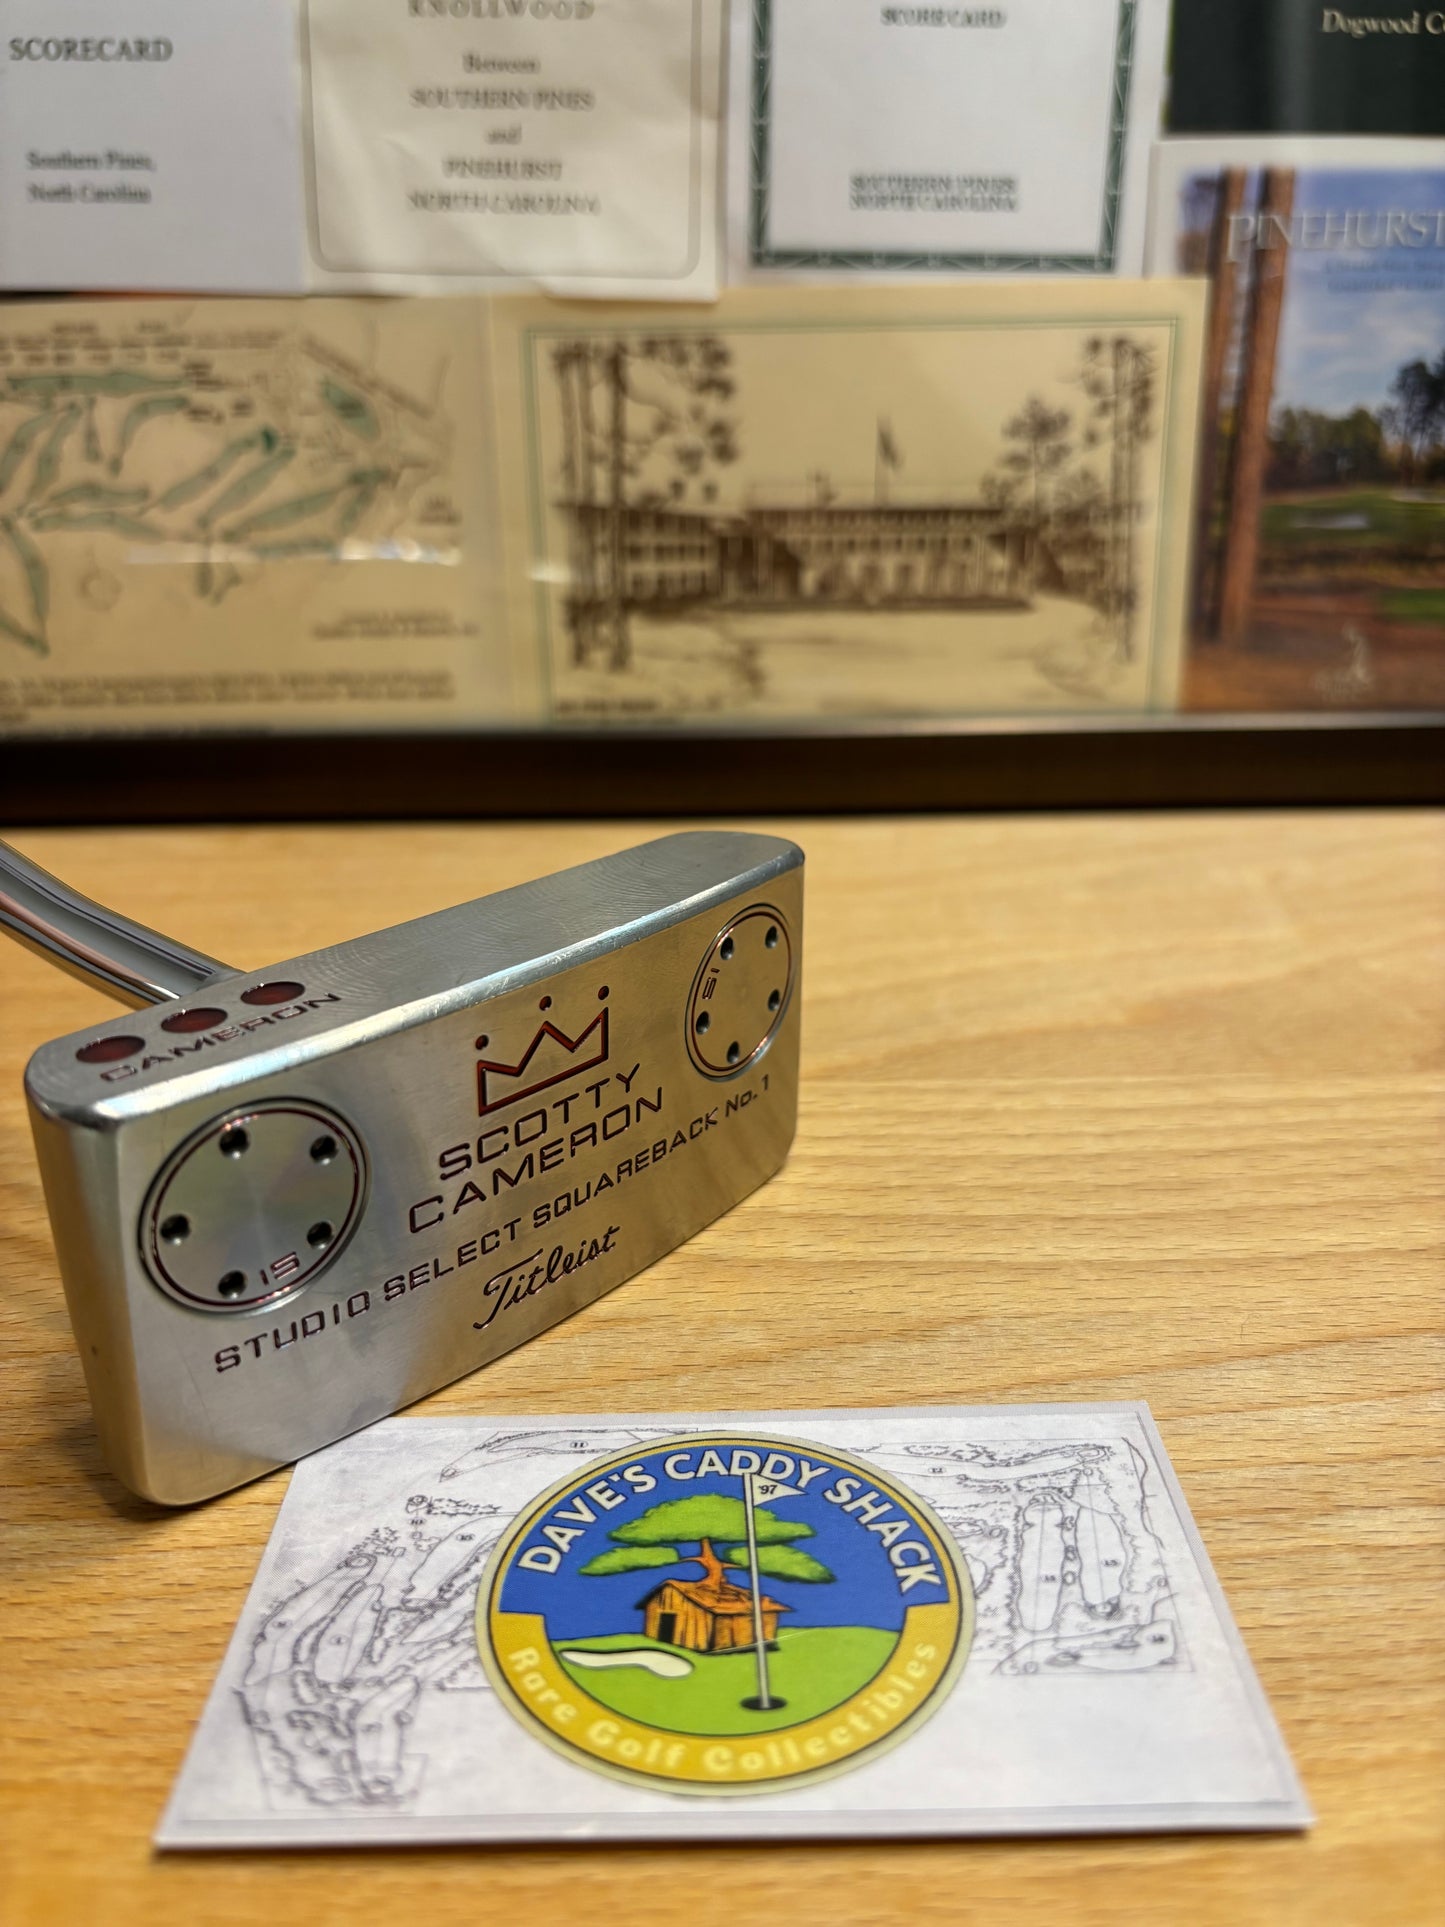 SCORECARD
Southern Pines,
North Carolina
KNOLLWOOD
Between
SOUTHERN PINES
and
PINEHURST
NORTH CAROLINA
SCORECARD
SOUTHERN PINES
NORTH CAROLINA
Dogwood
PINEHURST
CAMERON
15
15
SCOTTY
CAMERON
STUDIO SELECT SQUAREBACK No. 1
Titleist
DAVE'S CADDY SHACK
'97
Rare Golf Collectibles